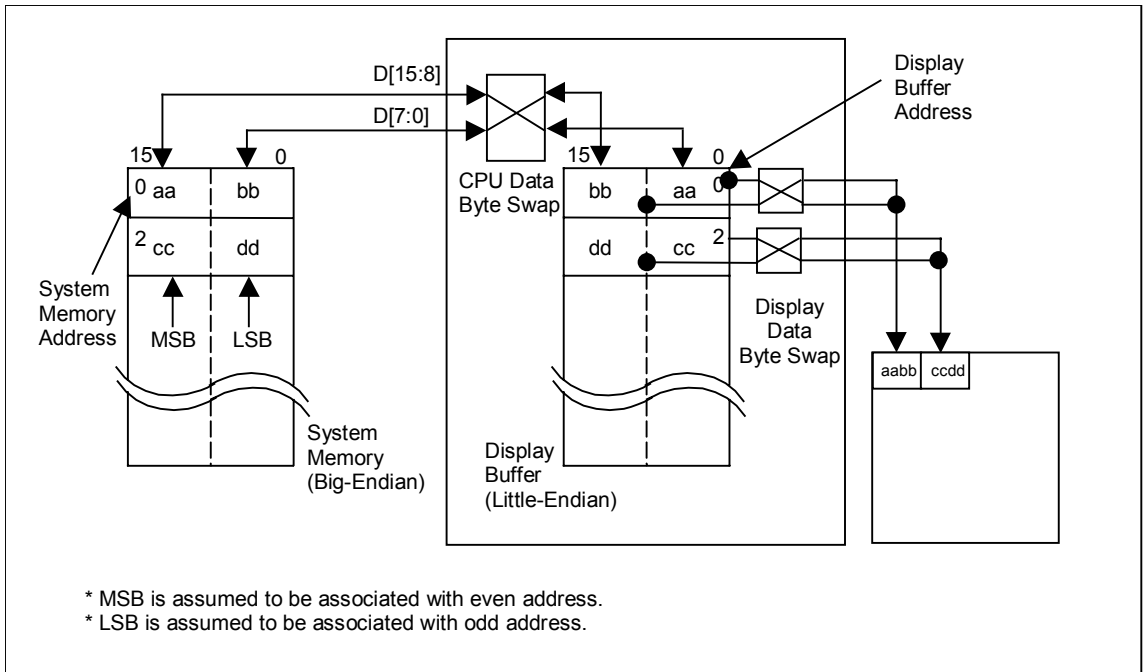 D[15:8]
D[7:0]
Display
Buffer
Address
15
0
15
0
CPU Data
Byte Swap
0 aa
bb
bb
aa
0
2 cc
dd
dd
cc
2
System
Memory
Address
MSB
LSB
Display
Data
Byte Swap
aabb
ccdd
System
Memory
(Big-Endian)
Display
Buffer
(Little-Endian)
* MSB is assumed to be associated with even address.
* LSB is assumed to be associated with odd address.